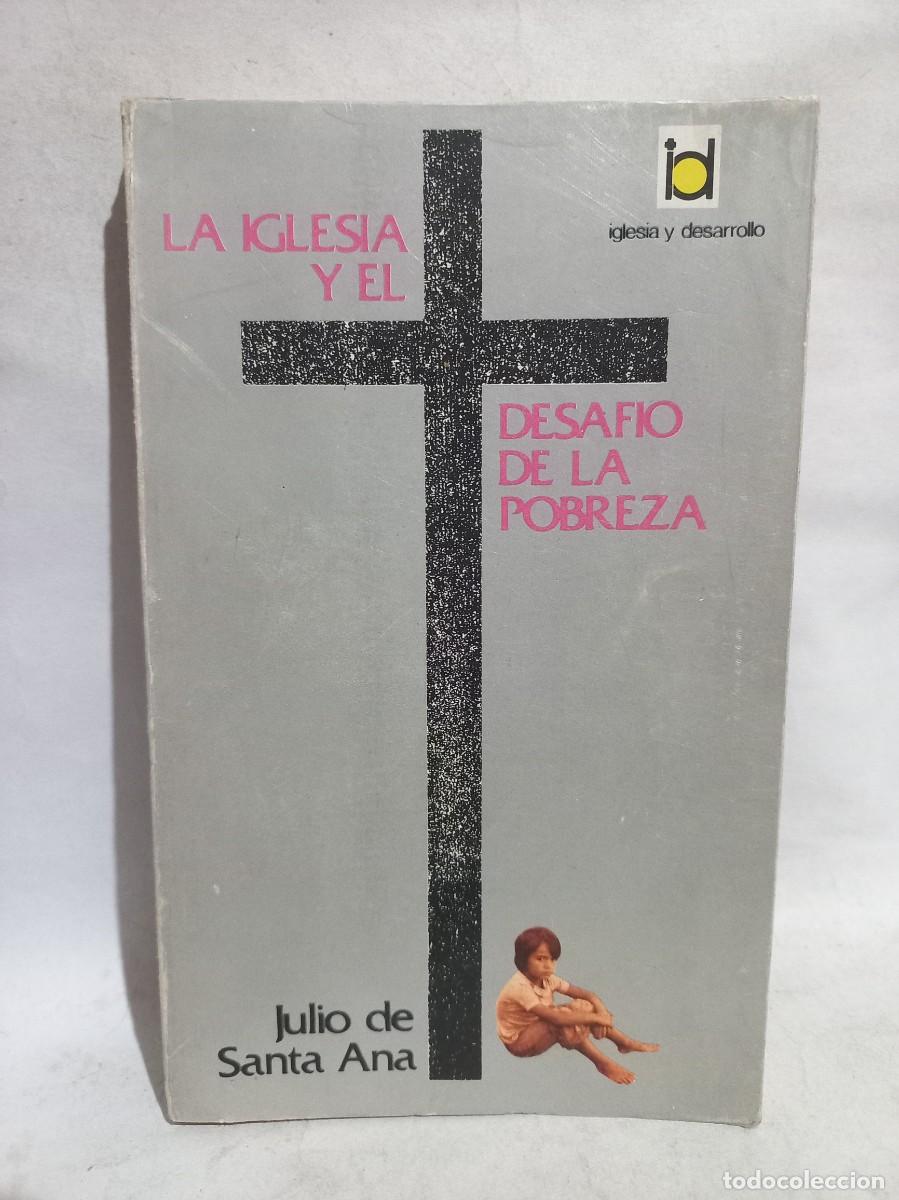 id
iglesia y desarrollo
LA IGLESIA
Y EL
DESAFIO
DE LA
POBREZA
Julio de
Santa Ana
todocoleccion